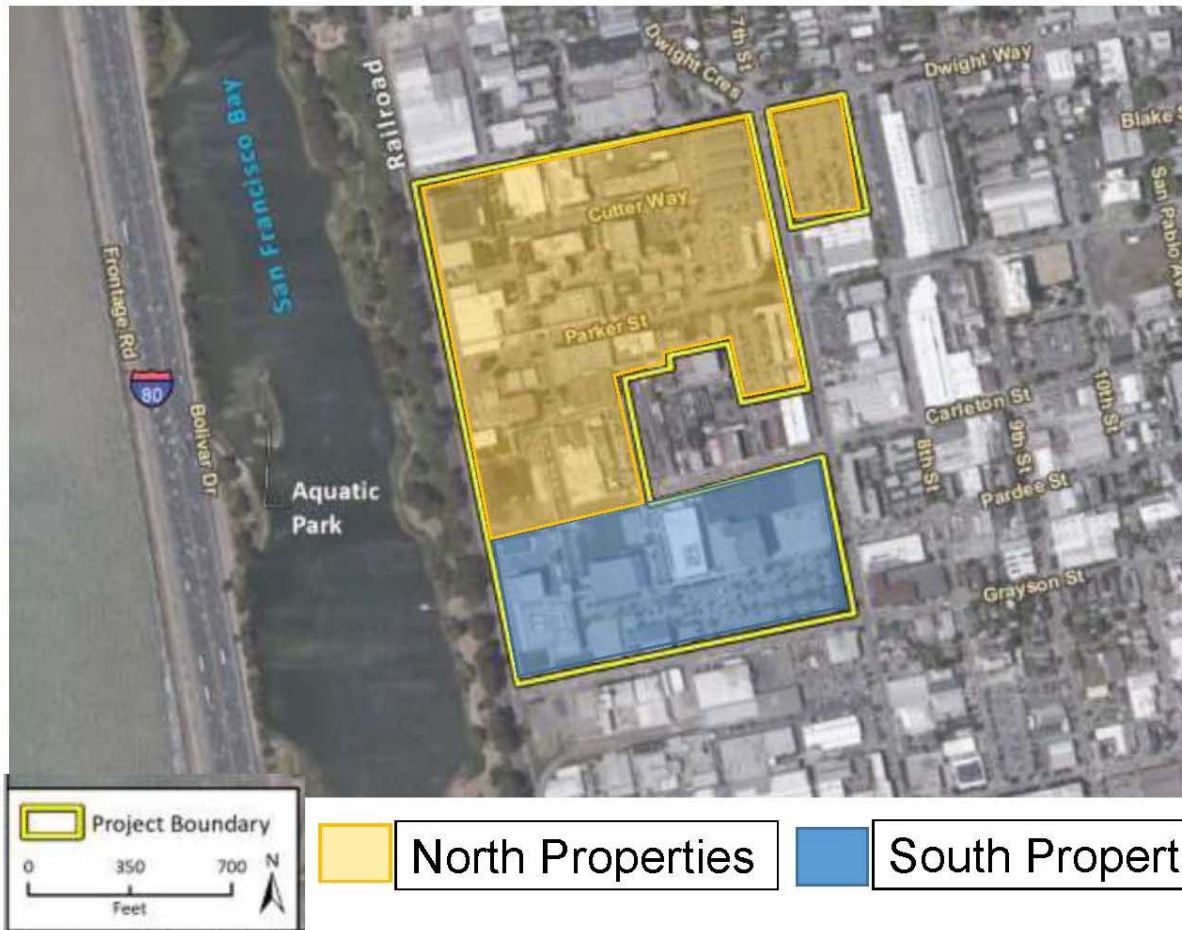 7th St
Dwight Cres
Dwight Way
Blake S
Railroad
San Francisco Bay
San Pablo Av
Cutter Way
Frontage Rd
Parker St
80
Bolivar Dr
10th St
Carleton St
8th St
9th St
Pardee St
Aquatic
Park
Grayson St
Project Boundary
0 350 700 N
Feet
North Properties
South Propert